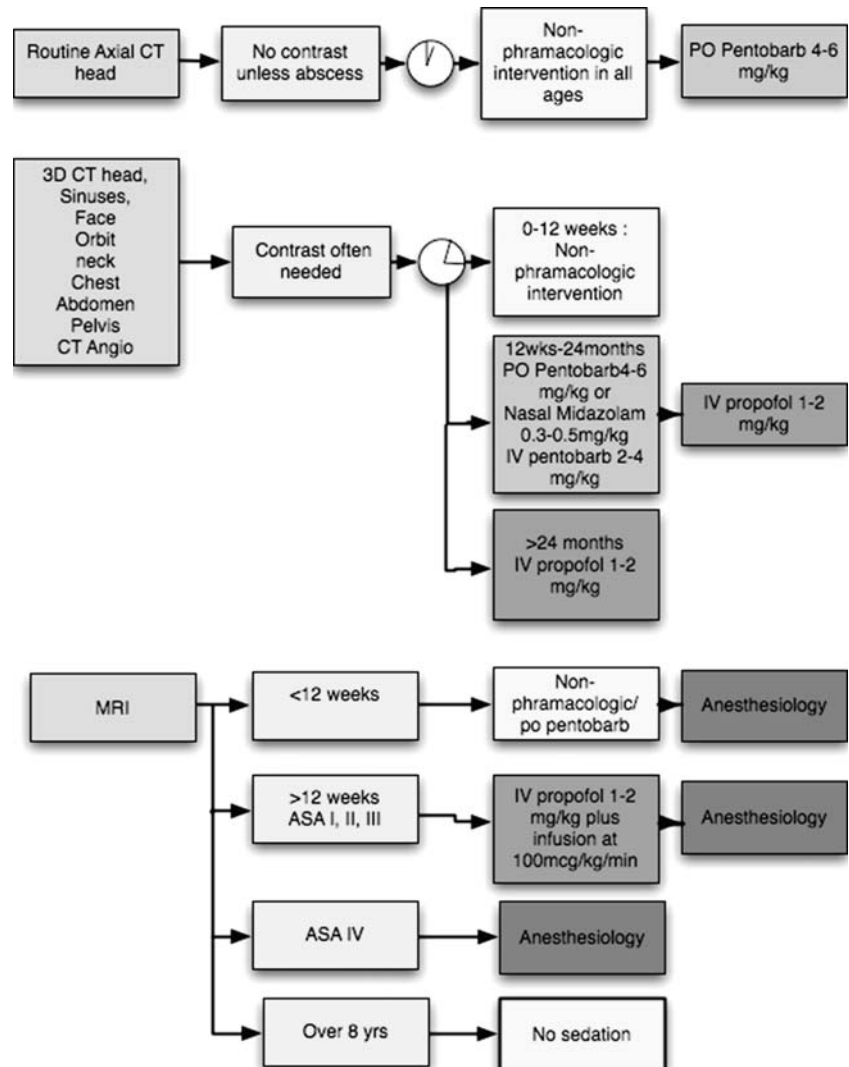 Routine Axial CT
head
No contrast
unless abscess
Non-
phramacologic
intervention in all
ages
PO Pentobarb 4-6
mg/kg
3D CT head,
Sinuses,
Face
Orbit
neck
Chest
Abdomen
Pelvis
CT Angio
Contrast often
needed
0-12 weeks :
Non-
phramacologic
intervention
12wks-24months
PO Pentobarb4-6
mg/kg or
Nasal Midazolam
0.3-0.5mg/kg
IV pentobarb 2-4
mg/kg
IV propofol 1-2
mg/kg
>24 months
IV propofol 1-2
mg/kg
MRI
<12 weeks
Non-
phramacologic/
po pentobarb
Anesthesiology
>12 weeks
ASA I, II, III
IV propofol 1-2
mg/kg plus
infusion at
100mcg/kg/min
Anesthesiology
ASA IV
Anesthesiology
Over 8 yrs
No sedation